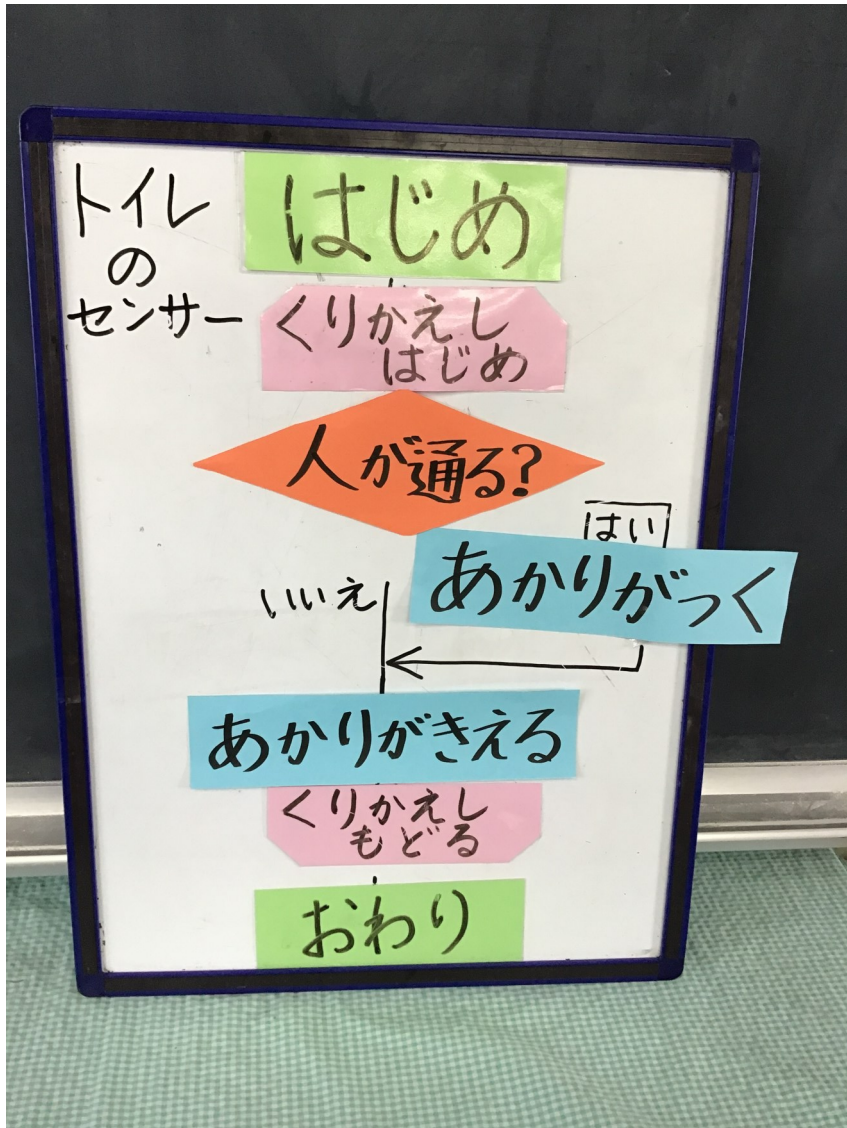 トイレ
の
センサー
はじめ
くりかえし
はじめ
人が通る?
はい
あかりがつく
いいえ
あかりがきえる
くりかえし
もどる
おわり